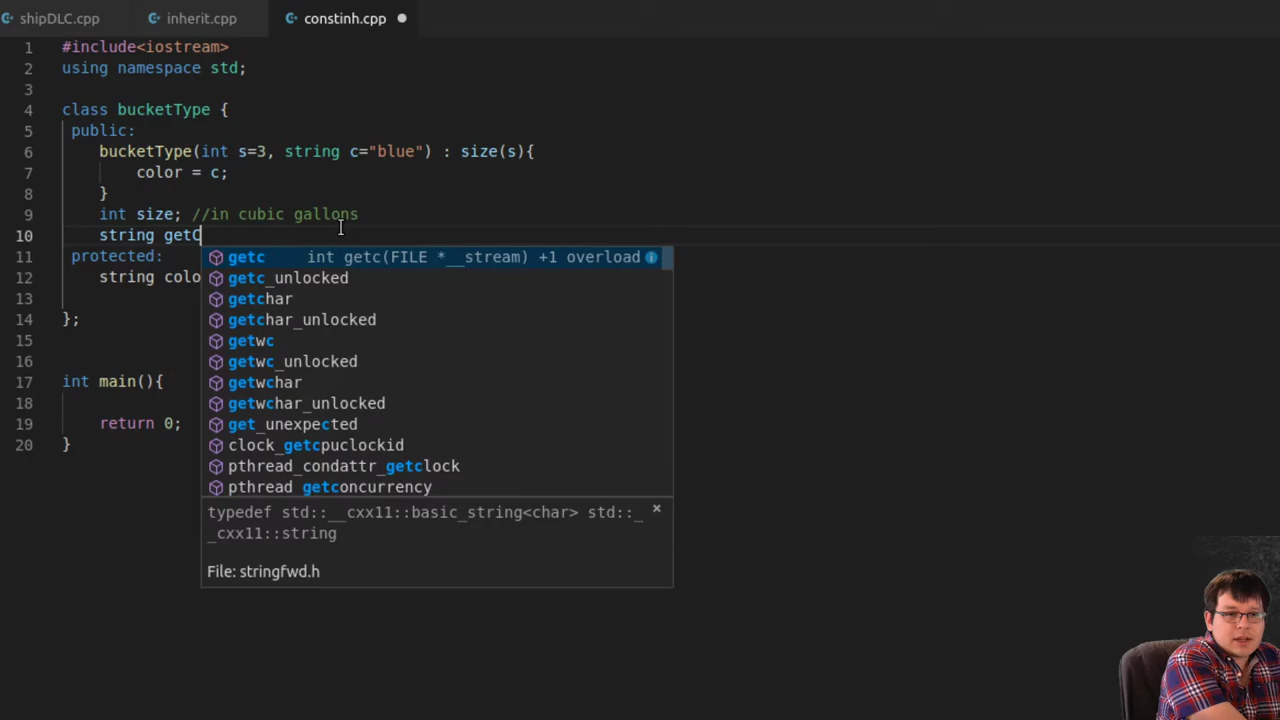 shipDLC.cpp inherit.cpp constinh.cpp
1 #include<iostream>
2 using namespace std;
3
4 class bucketType {
5 public:
6 bucketType(int s=3, string c="blue") : size(s){
7 color = c;
8 }
9 int size; //in cubic gallons
10 string getC
11 protected:
12 string colo
13
14 };
15
16
17 int main(){
18
19 return 0;
20 }
getc int getc(FILE *__stream) +1 overload
getc_unlocked
getchar
getchar_unlocked
getwc
getwc_unlocked
getwchar
getwchar_unlocked
get_unexpected
clock_getcpuclockid
pthread_condattr_getclock
pthread_getconcurrency
typedef std::__cxx11::basic_string<char> std::_
_cxx11::string
File: stringfwd.h